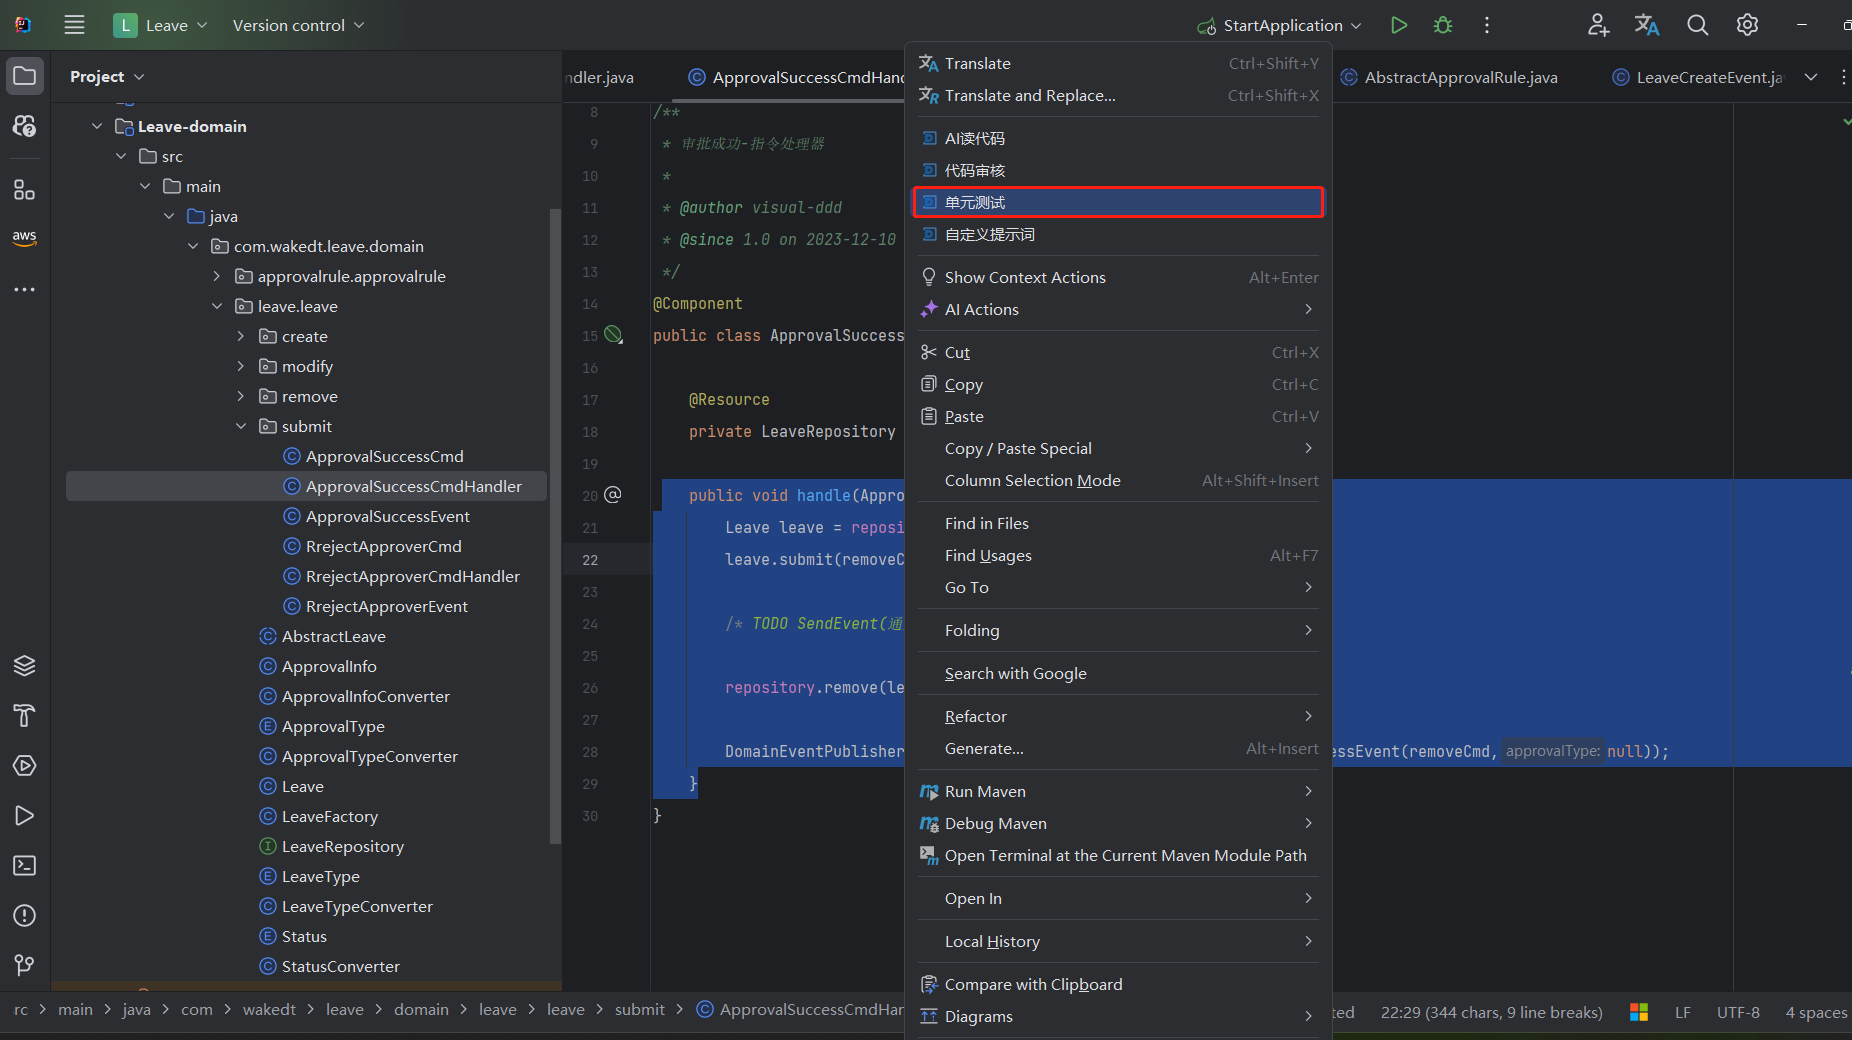 L Leave Version control StartApplication
Project
ndler.java ApprovalSuccessCmdHand AbstractApprovalRule.java LeaveCreateEvent.ja
Leave-domain
src
main
java
com.wakedt.leave.domain
approvalrule.approvalrule
leave.leave
create
modify
remove
submit
ApprovalSuccessCmd
ApprovalSuccessCmdHandler
ApprovalSuccessEvent
RrejectApproverCmd
RrejectApproverCmdHandler
RrejectApproverEvent
AbstractLeave
ApprovalInfo
ApprovalInfoConverter
ApprovalType
ApprovalTypeConverter
Leave
LeaveFactory
LeaveRepository
LeaveType
LeaveTypeConverter
Status
StatusConverter
aws
8 /**
9 * 审批成功-指令处理器
10 *
11 * @author visual-ddd
12 * @since 1.0 on 2023-12-10
13 */
14 @Component
15 public class ApprovalSuccess
16
17 @Resource
18 private LeaveRepository
19
20 public void handle(Appro
21 Leave leave = reposi
22 leave.submit(removeC
23
24 /* TODO SendEvent(通
25
26 repository.remove(le
27
28 DomainEventPublisher ssEvent(removeCmd, approvalType: null));
29 }
30 }
Translate Ctrl+Shift+Y
Translate and Replace... Ctrl+Shift+X
AI读代码
代码审核
单元测试
自定义提示词
Show Context Actions Alt+Enter
AI Actions
Cut Ctrl+X
Copy Ctrl+C
Paste Ctrl+V
Copy / Paste Special
Column Selection Mode Alt+Shift+Insert
Find in Files
Find Usages Alt+F7
Go To
Folding
Search with Google
Refactor
Generate... Alt+Insert
Run Maven
Debug Maven
Open Terminal at the Current Maven Module Path
Open In
Local History
Compare with Clipboard
Diagrams
rc > main > java > com > wakedt > leave > domain > leave > leave > submit > ApprovalSuccessCmdHar ted 22:29 (344 chars, 9 line breaks) LF UTF-8 4 spaces